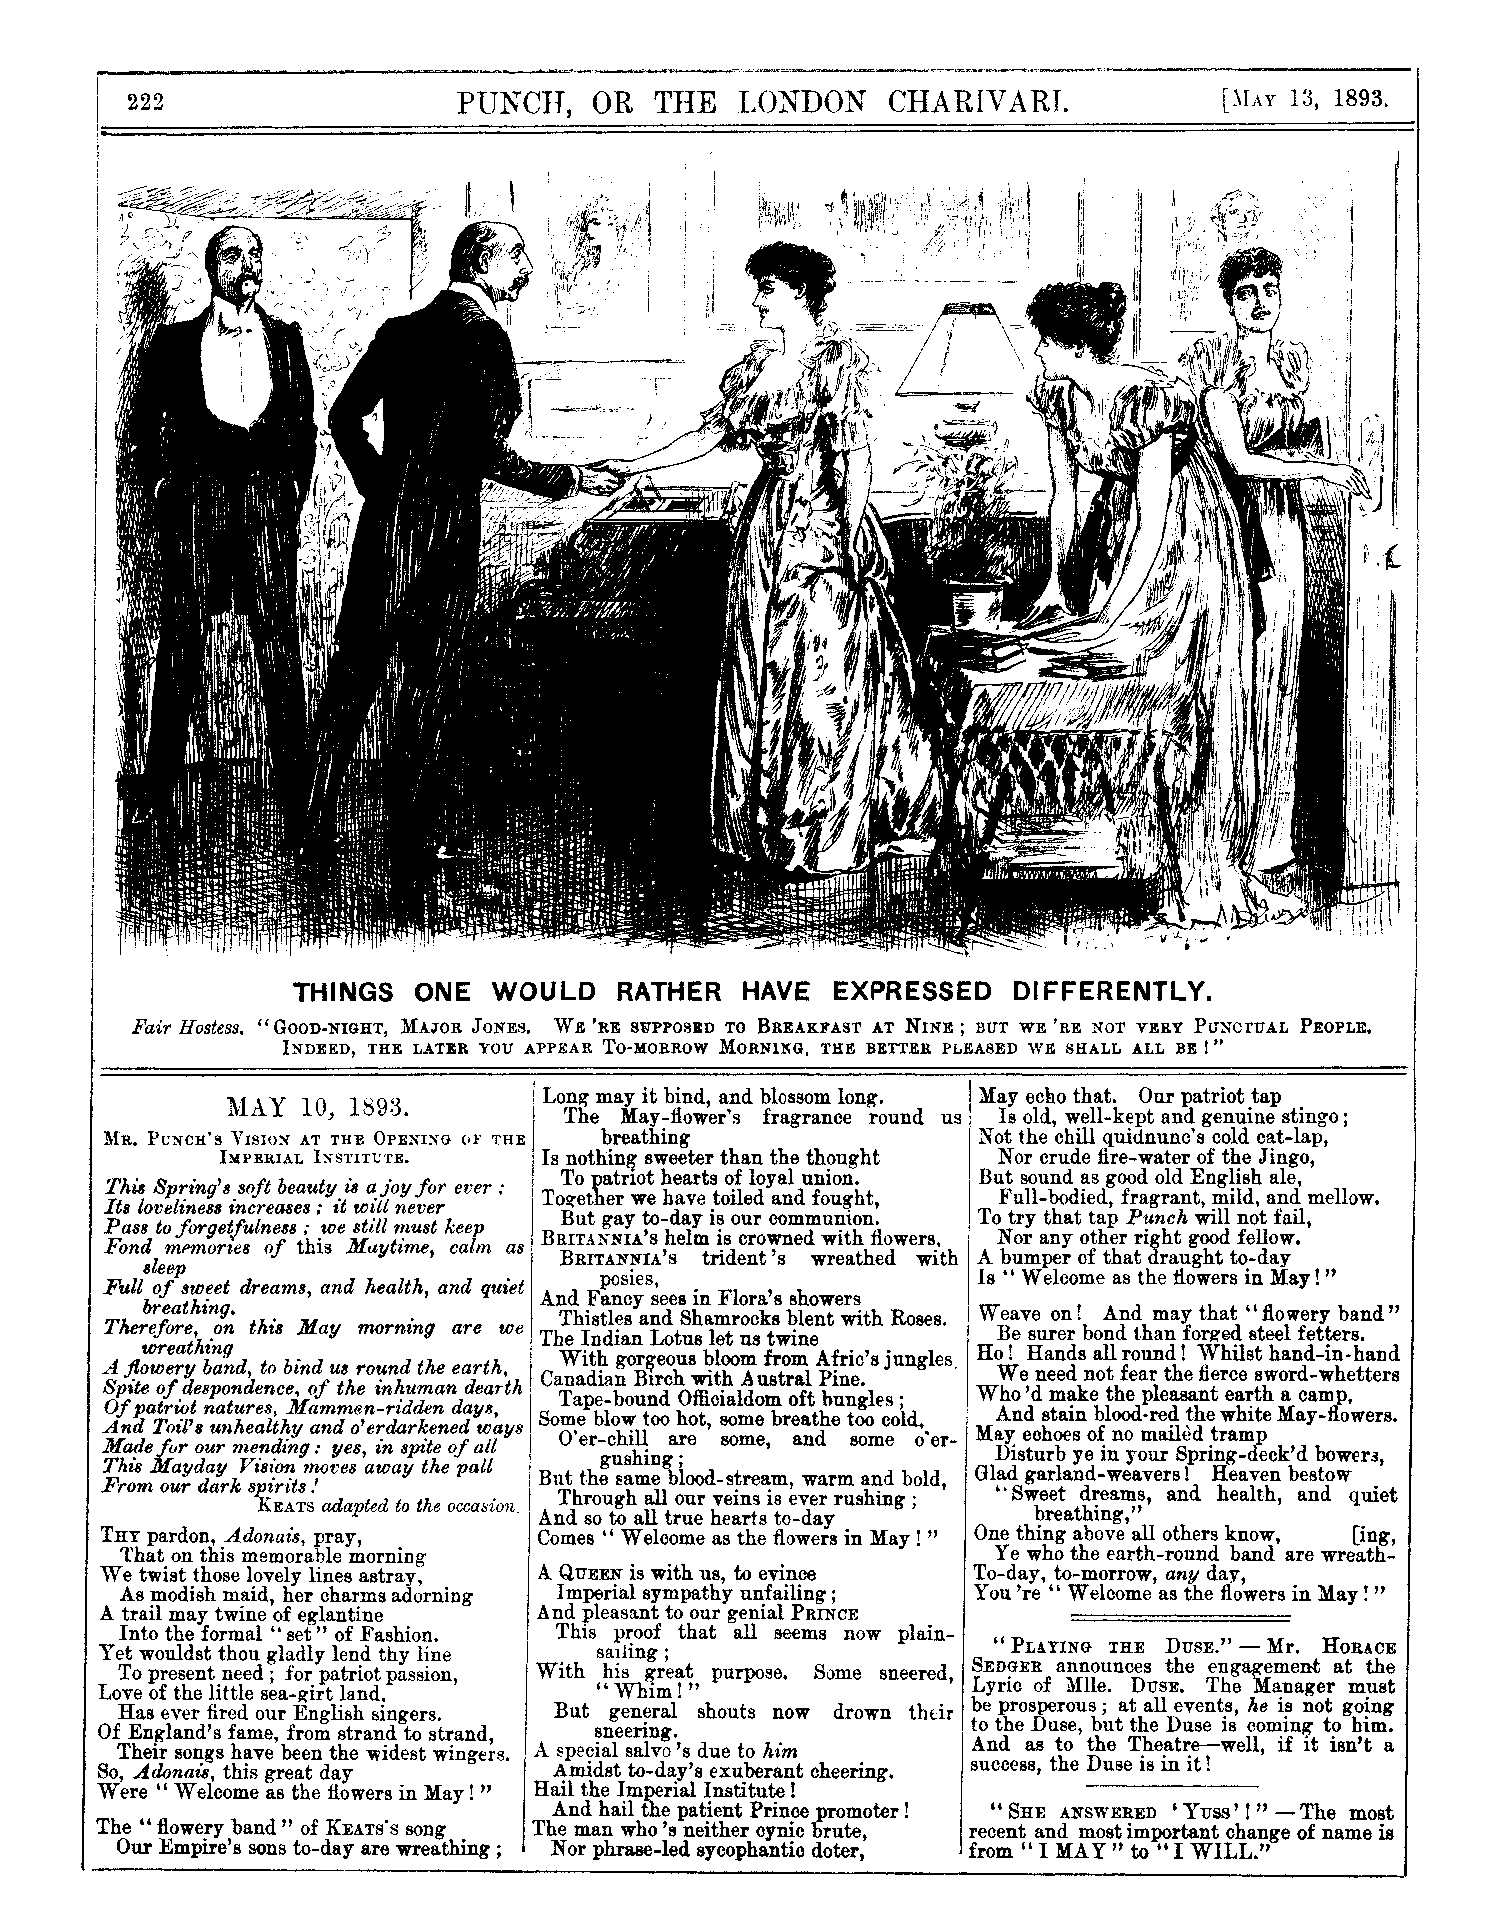 222
PUNCH, OR THE LONDON CHARIVARI.
[MAY 13, 1893.
THINGS ONE WOULD RATHER HAVE EXPRESSED DIFFERENTLY.
Fair Hostess. "GOOD-NIGHT, MAJOR JONES. WE 'RE SUPPOSED TO BREAKFAST AT NINE; BUT WE 'RE NOT VERY PUNCTUAL PEOPLE.
INDEED, THE LATER YOU APPEAR TO-MORROW MORNING, THE BETTER PLEASED WE SHALL ALL BE!"
MAY 10, 1893.
MR. PUNCH'S VISION AT THE OPENING OF THE
IMPERIAL INSTITUTE.
This Spring's soft beauty is a joy for ever;
Its loveliness increases; it will never
Pass to forgetfulness; we still must keep
Fond memories of this Maytime, calm as
sleep
Full of sweet dreams, and health, and quiet
breathing.
Therefore, on this May morning are we
wreathing
A flowery band, to bind us round the earth,
Spite of despondence, of the inhuman dearth
Of patriot natures, Mammen-ridden days,
And Toil's unhealthy and o'erdarkened ways
Made for our mending: yes, in spite of all
This Mayday Vision moves away the pall
From our dark spirits!
KEATS adapted to the occasion.
THY pardon, Adonais, pray,
That on this memorable morning
We twist those lovely lines astray,
As modish maid, her charms adorning
A trail may twine of eglantine
Into the formal "set" of Fashion.
Yet wouldst thou gladly lend thy line
To present need; for patriot passion,
Love of the little sea-girt land,
Has ever fired our English singers.
Of England's fame, from strand to strand,
Their songs have been the widest wingers.
So, Adonais, this great day
Were "Welcome as the flowers in May!"
The "flowery band" of KEATS's song
Our Empire's sons to-day are wreathing;
Long may it bind, and blossom long.
The May-flower's fragrance round us
breathing
Is nothing sweeter than the thought
To patriot hearts of loyal union.
Together we have toiled and fought,
But gay to-day is our communion.
BRITANNIA's helm is crowned with flowers,
BRITANNIA's trident's wreathed with
posies,
And Fancy sees in Flora's showers
Thistles and Shamrocks blent with Roses.
The Indian Lotus let us twine
With gorgeous bloom from Afric's jungles,
Canadian Birch with Austral Pine.
Tape-bound Officialdom oft bungles;
Some blow too hot, some breathe too cold,
O'er-chill are some, and some o'er-
gushing;
But the same blood-stream, warm and bold,
Through all our veins is ever rushing;
And so to all true hearts to-day
Comes "Welcome as the flowers in May!"
A QUEEN is with us, to evince
Imperial sympathy unfailing;
And pleasant to our genial PRINCE
This proof that all seems now plain-
sailing;
With his great purpose. Some sneered,
"Whim!"
But general shouts now drown their
sneering.
A special salvo's due to him
Amidst to-day's exuberant cheering.
Hail the Imperial Institute!
And hail the patient Prince promoter!
The man who's neither cynic brute,
Nor phrase-led sycophantic doter,
May echo that. Our patriot tap
Is old, well-kept and genuine stingo;
Not the chill quidnunc's cold cat-lap,
Nor crude fire-water of the Jingo,
But sound as good old English ale,
Full-bodied, fragrant, mild, and mellow.
To try that tap Punch will not fail,
Nor any other right good fellow.
A bumper of that draught to-day
Is "Welcome as the flowers in May!"
Weave on! And may that "flowery band"
Be surer bond than forged steel fetters.
Ho! Hands all round! Whilst hand-in-hand
We need not fear the fierce sword-whetters
Who'd make the pleasant earth a camp,
And stain blood-red the white May-flowers.
May echoes of no mailèd tramp
Disturb ye in your Spring-deck'd bowers,
Glad garland-weavers! Heaven bestow
"Sweet dreams, and health, and quiet
breathing,"
One thing above all others know, [ing,
Ye who the earth-round band are wreath-
To-day, to-morrow, any day,
You 're "Welcome as the flowers in May!"
"PLAYING THE DUSE."—Mr. HORACE
SEDGER announces the engagement at the
Lyric of Mlle. DUSE. The Manager must
be prosperous; at all events, he is not going
to the Duse, but the Duse is coming to him.
And as to the Theatre—well, if it isn't a
success, the Duse is in it!
"SHE ANSWERED 'YUSS'!"—The most
recent and most important change of name is
from "I MAY" to "I WILL."